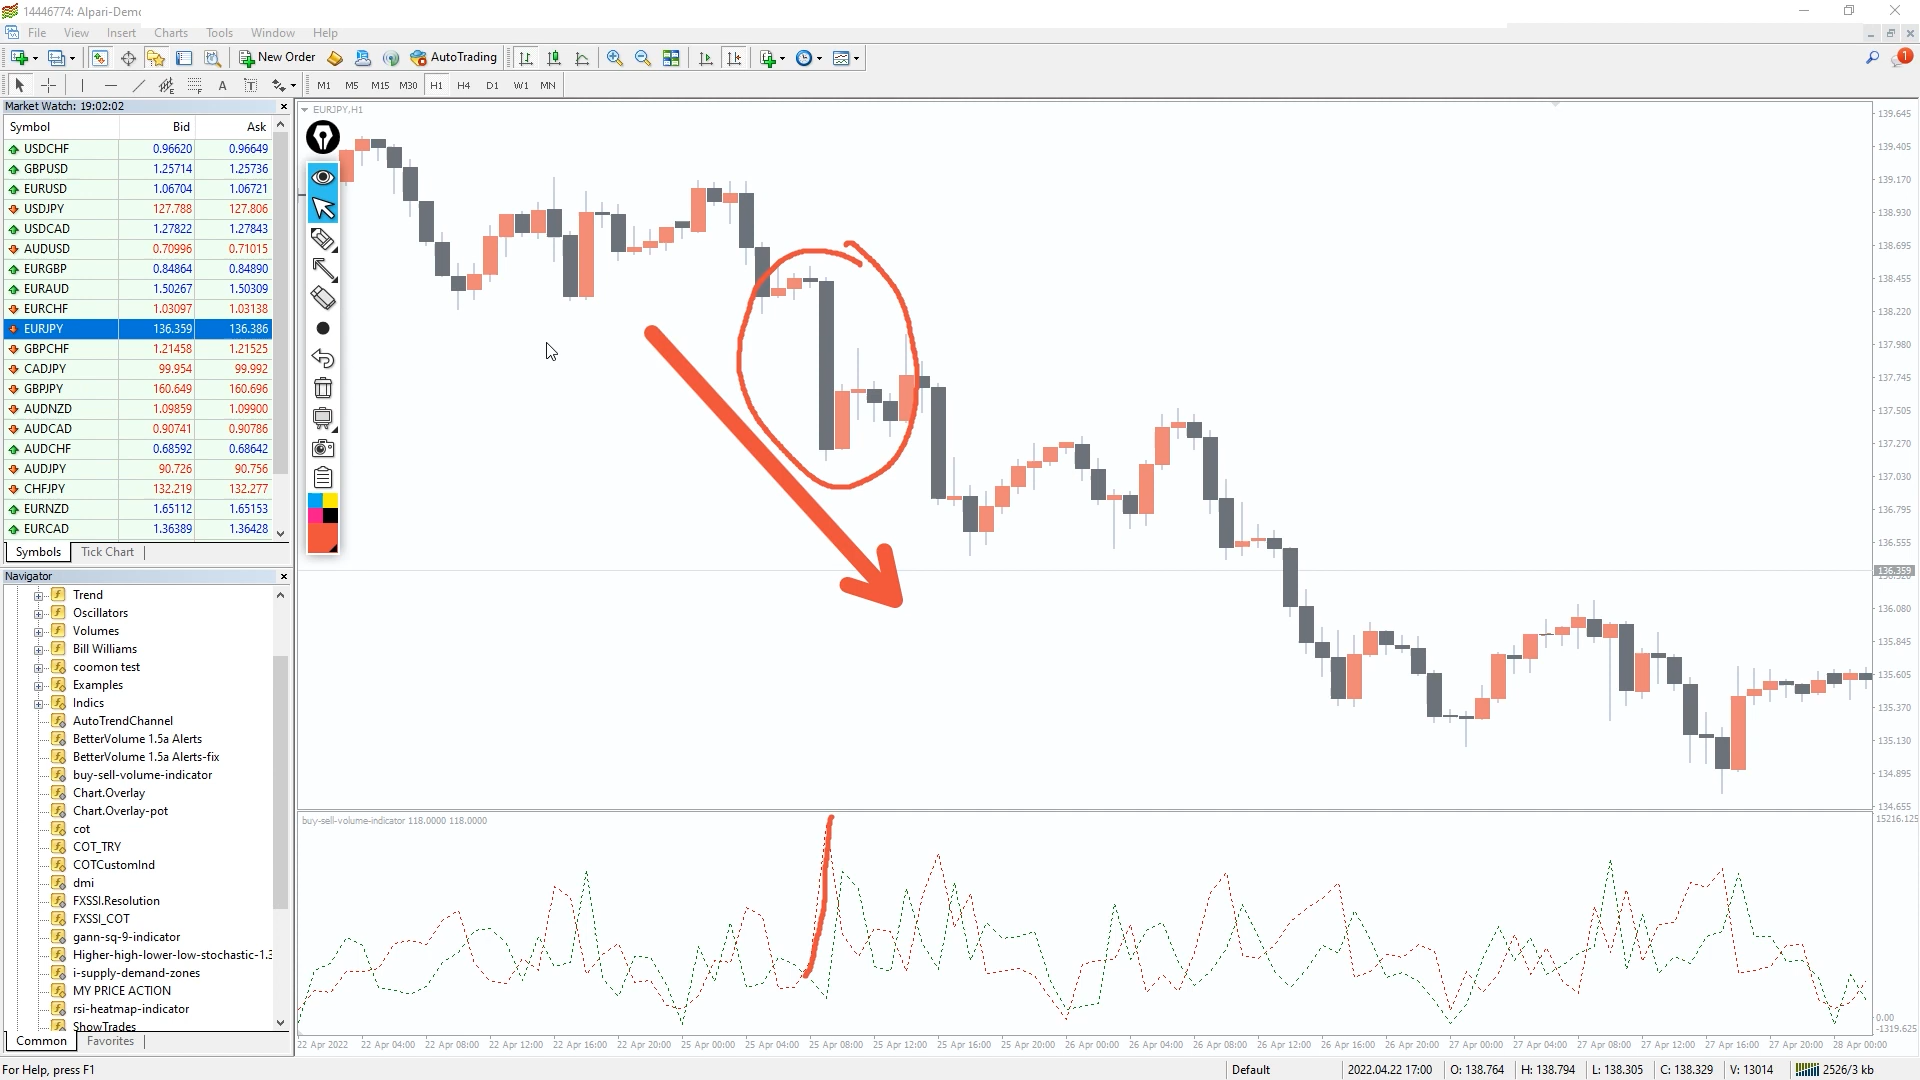 14446774: Alpari-Demo
File View Insert Charts Tools Window Help
New Order AutoTrading
M1 M5 M15 M30 H1 H4 D1 W1 MN
Market Watch: 19:02:02
Symbol Bid Ask
USDCHF 0.96620 0.96649
GBPUSD 1.25714 1.25736
EURUSD 1.06704 1.06721
USDJPY 127.788 127.806
USDCAD 1.27822 1.27843
AUDUSD 0.70996 0.71015
EURGBP 0.84864 0.84890
EURAUD 1.50267 1.50309
EURCHF 1.03097 1.03138
EURJPY 136.359 136.386
GBPCHF 1.21458 1.21525
CADJPY 99.954 99.992
GBPJPY 160.649 160.696
AUDNZD 1.09859 1.09900
AUDCAD 0.90741 0.90786
AUDCHF 0.68592 0.68642
AUDJPY 90.726 90.756
CHFJPY 132.219 132.277
EURNZD 1.65112 1.65153
EURCAD 1.36389 1.36428
Symbols Tick Chart
Navigator
Trend
Oscillators
Volumes
Bill Williams
coomon test
Examples
Indics
AutoTrendChannel
BetterVolume 1.5a Alerts
BetterVolume 1.5a Alerts-fix
buy-sell-volume-indicator
Chart.Overlay
Chart.Overlay-pot
cot
COT_TRY
COTCustomInd
dmi
FXSSI.Resolution
FXSSI_COT
gann-sq-9-indicator
Higher-high-lower-low-stochastic-1.3
i-supply-demand-zones
MY PRICE ACTION
rsi-heatmap-indicator
ShowTrades
Common Favorites
EURJPY,H1
139.645
139.405
139.170
138.930
138.695
138.455
138.220
137.980
137.745
137.505
137.270
137.030
136.795
136.555
136.359
136.080
135.845
135.605
135.370
135.130
134.895
134.655
buy-sell-volume-indicator 118.0000 118.0000
15216.125
0.00
-1319.625
22 Apr 2022 22 Apr 04:00 22 Apr 08:00 22 Apr 12:00 22 Apr 16:00 22 Apr 20:00 25 Apr 00:00 25 Apr 04:00 25 Apr 08:00 25 Apr 12:00 25 Apr 16:00 25 Apr 20:00 26 Apr 00:00 26 Apr 04:00 26 Apr 08:00 26 Apr 12:00 26 Apr 16:00 26 Apr 20:00 27 Apr 00:00 27 Apr 04:00 27 Apr 08:00 27 Apr 12:00 27 Apr 16:00 27 Apr 20:00 28 Apr 00:00
For Help, press F1 Default 2022.04.22 17:00 O: 138.764 H: 138.794 L: 138.305 C: 138.329 V: 13014 2526/3 kb